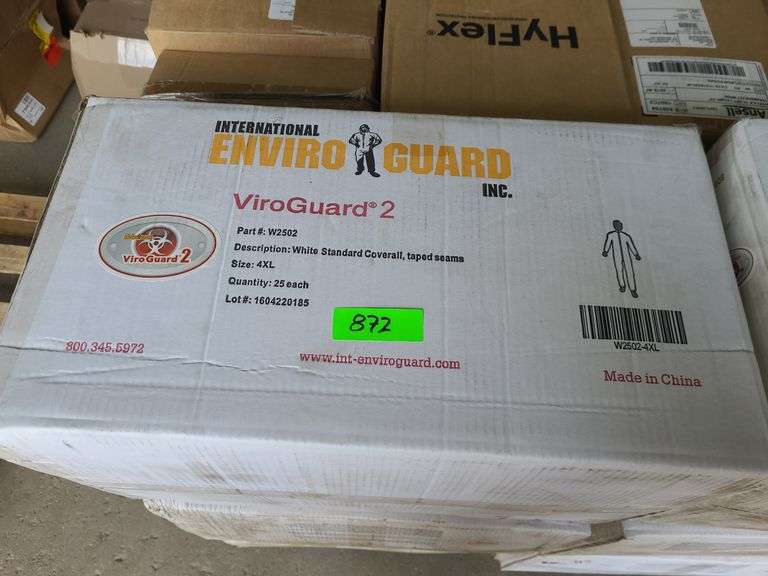 HyFlex®
Ansell
INTERNATIONAL
ENVIRO GUARD
INC.
ViroGuard® 2
Part #: W2502
Description: White Standard Coverall, taped seams
Size: 4XL
Quantity: 25 each
Lot #: 1604220185
ViroGuard® 2
872
W2502-4XL
800.345.5972
www.int-enviroguard.com
Made in China